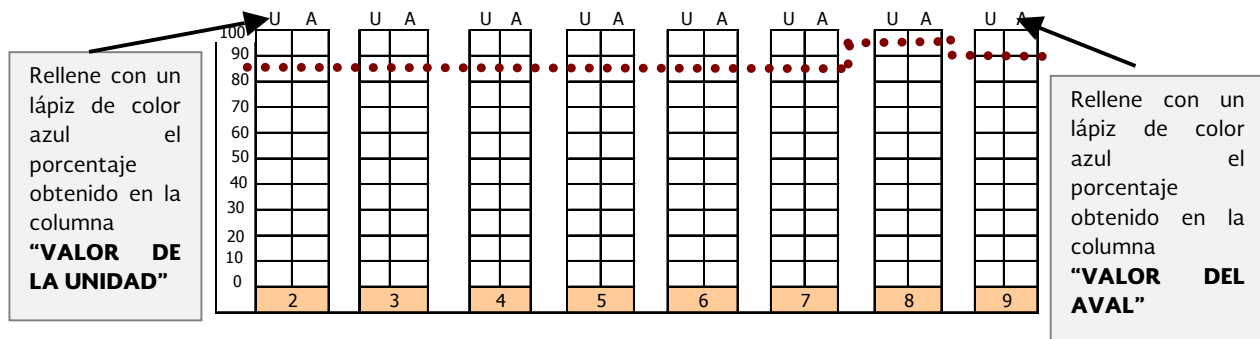 U A U A U A U A U A U A U A U A
100
90
80
70
60
50
40
30
20
10
0
2 3 4 5 6 7 8 9
Rellene con un
lápiz de color
azul el
porcentaje
obtenido en la
columna
“VALOR DE
LA UNIDAD”
Rellene con un
lápiz de color
azul el
porcentaje
obtenido en la
columna
“VALOR DEL
AVAL”